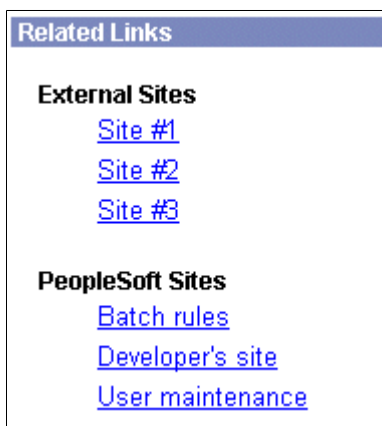 Related Links
External Sites
Site #1
Site #2
Site #3
PeopleSoft Sites
Batch rules
Developer's site
User maintenance